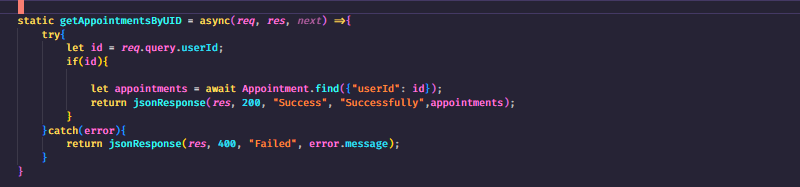 static getAppointmentsByUID = async(req, res, next) =>{
try{
let id = req.query.userId;
if(id){
let appointments = await Appointment.find({"userId": id});
return jsonResponse(res, 200, "Success", "Successfully",appointments);
}
}catch(error){
return jsonResponse(res, 400, "Failed", error.message);
}
}